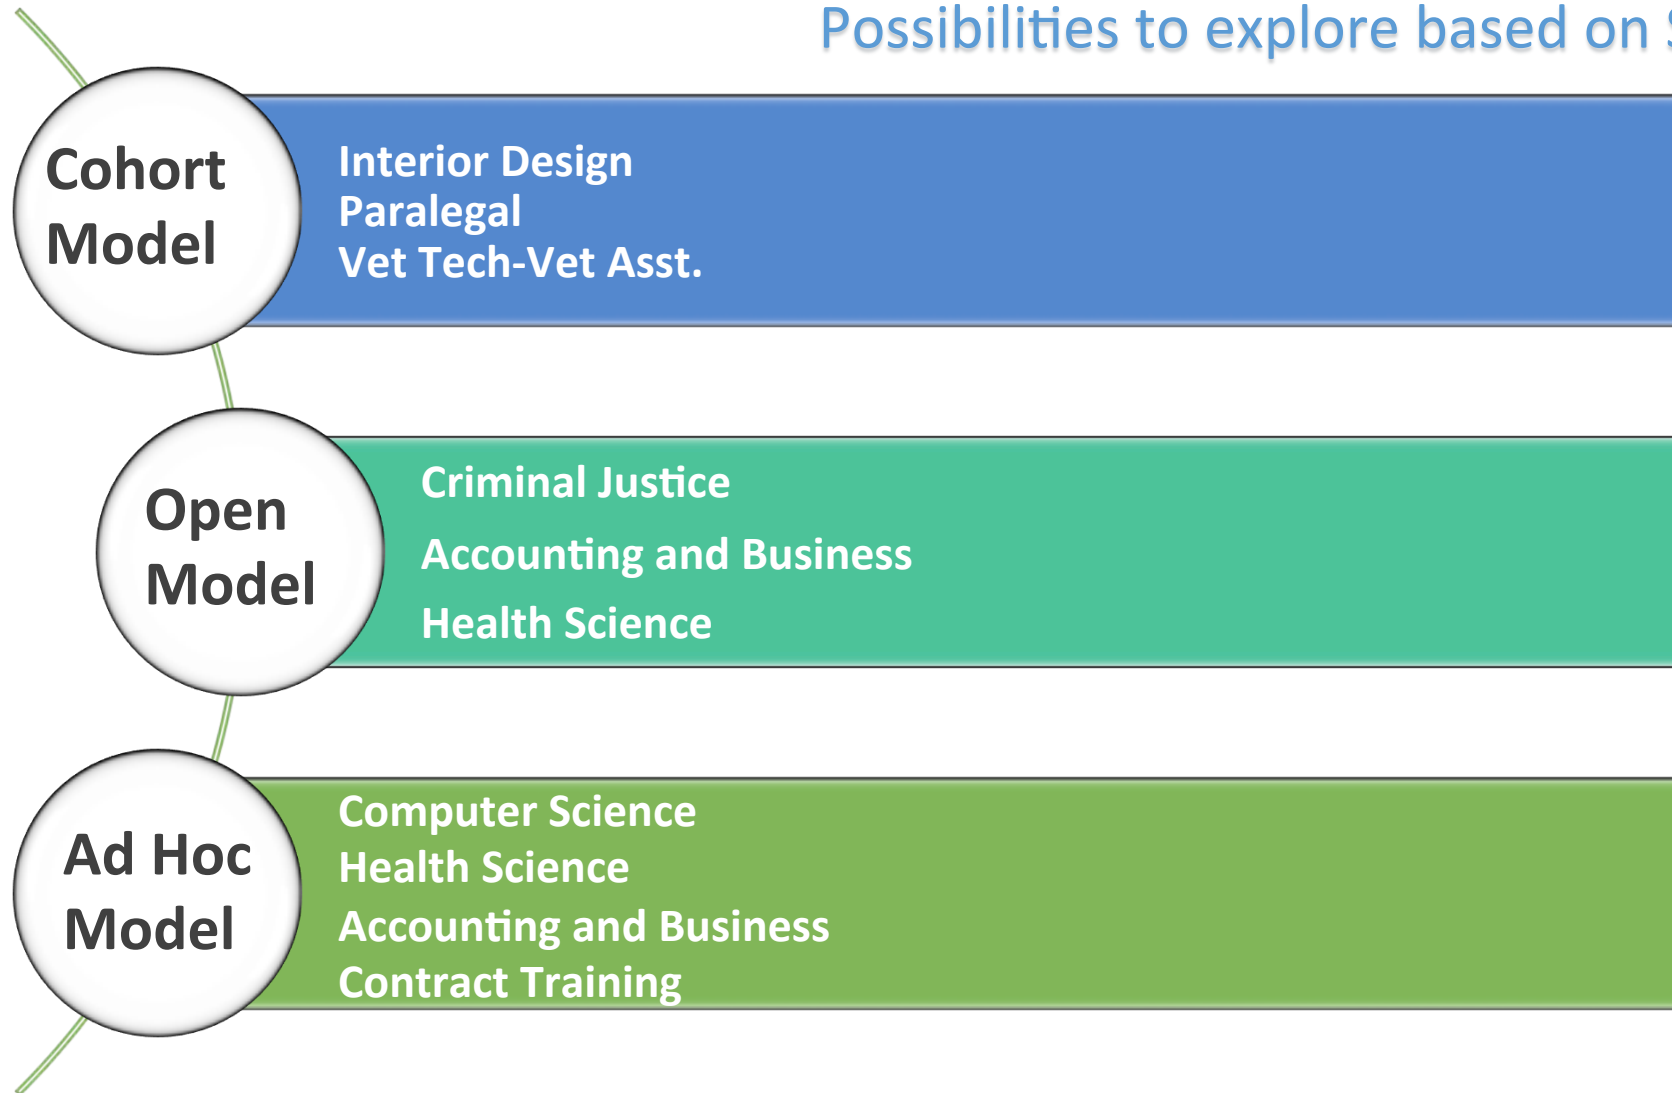 Possibilities to explore based on
Cohort
Model
Interior Design
Paralegal
Vet Tech-Vet Asst.
Open
Model
Criminal Justice
Accounting and Business
Health Science
Ad Hoc
Model
Computer Science
Health Science
Accounting and Business
Contract Training